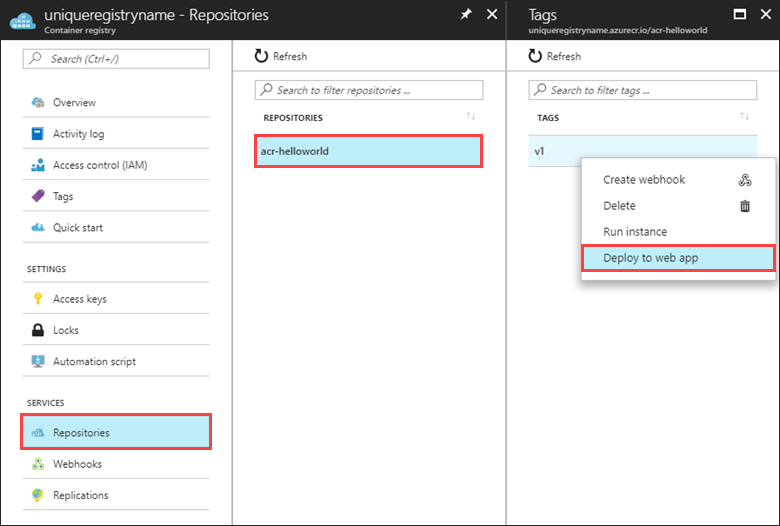 uniqueregistryname - Repositories
Container registry
Search (Ctrl+/)
Overview
Activity log
Access control (IAM)
Tags
Quick start
SETTINGS
Access keys
Locks
Automation script
SERVICES
Repositories
Webhooks
Replications
Refresh
Search to filter repositories ...
REPOSITORIES
acr-helloworld
Tags
uniqueregistryname.azurecr.io/acr-helloworld
Refresh
Search to filter tags ...
TAGS
v1
Create webhook
Delete
Run instance
Deploy to web app